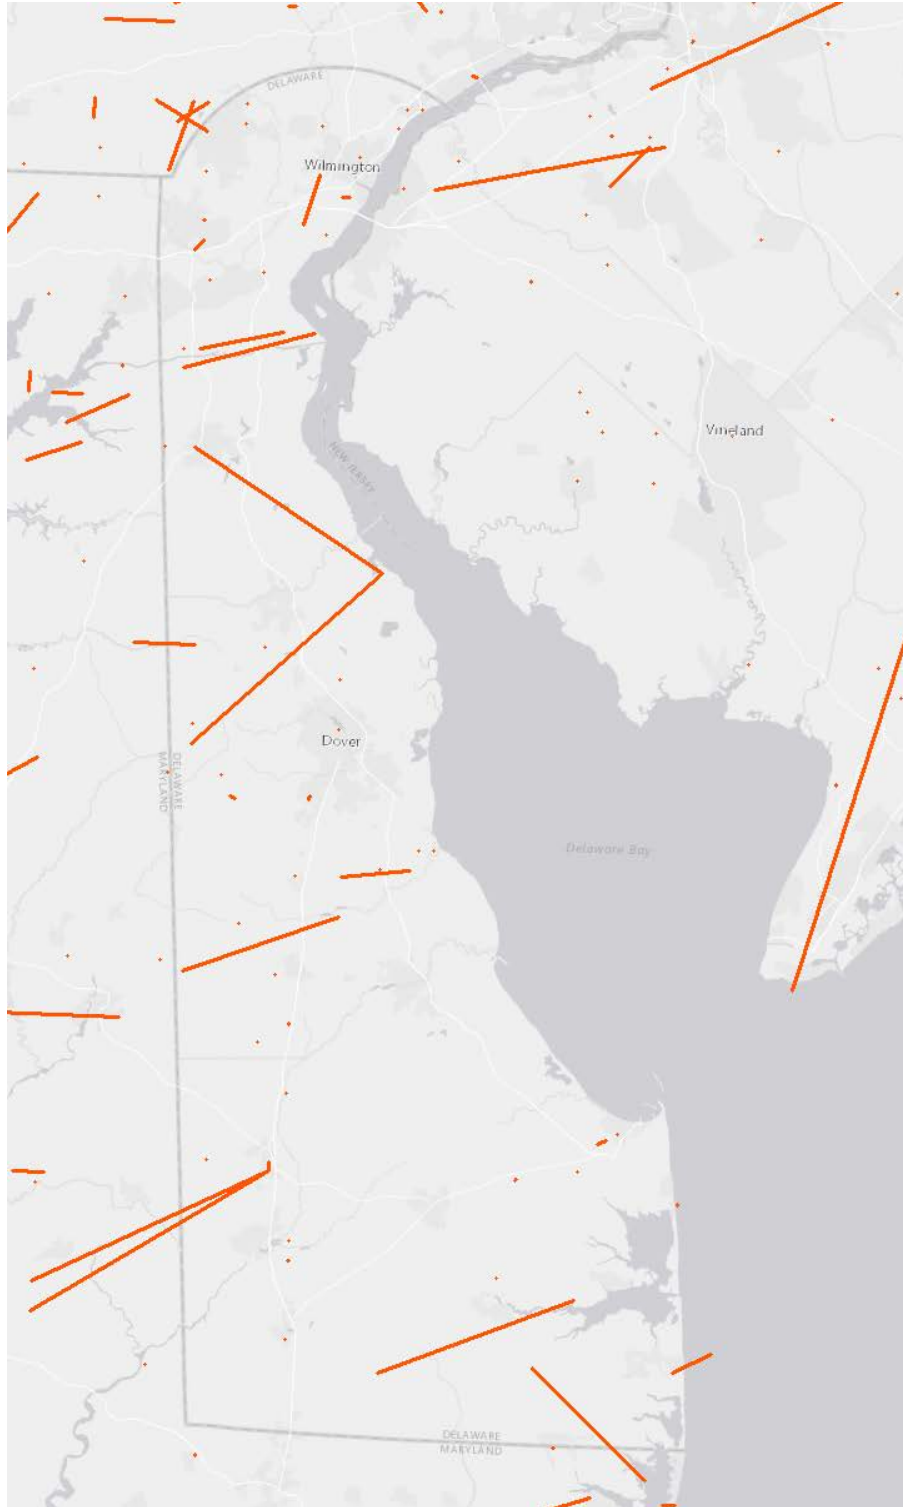 DELAWARE
Wilmington
Vineland
NEW JERSEY
Dover
DELAWARE
MARYLAND
Delaware Bay
DELAWARE
MARYLAND